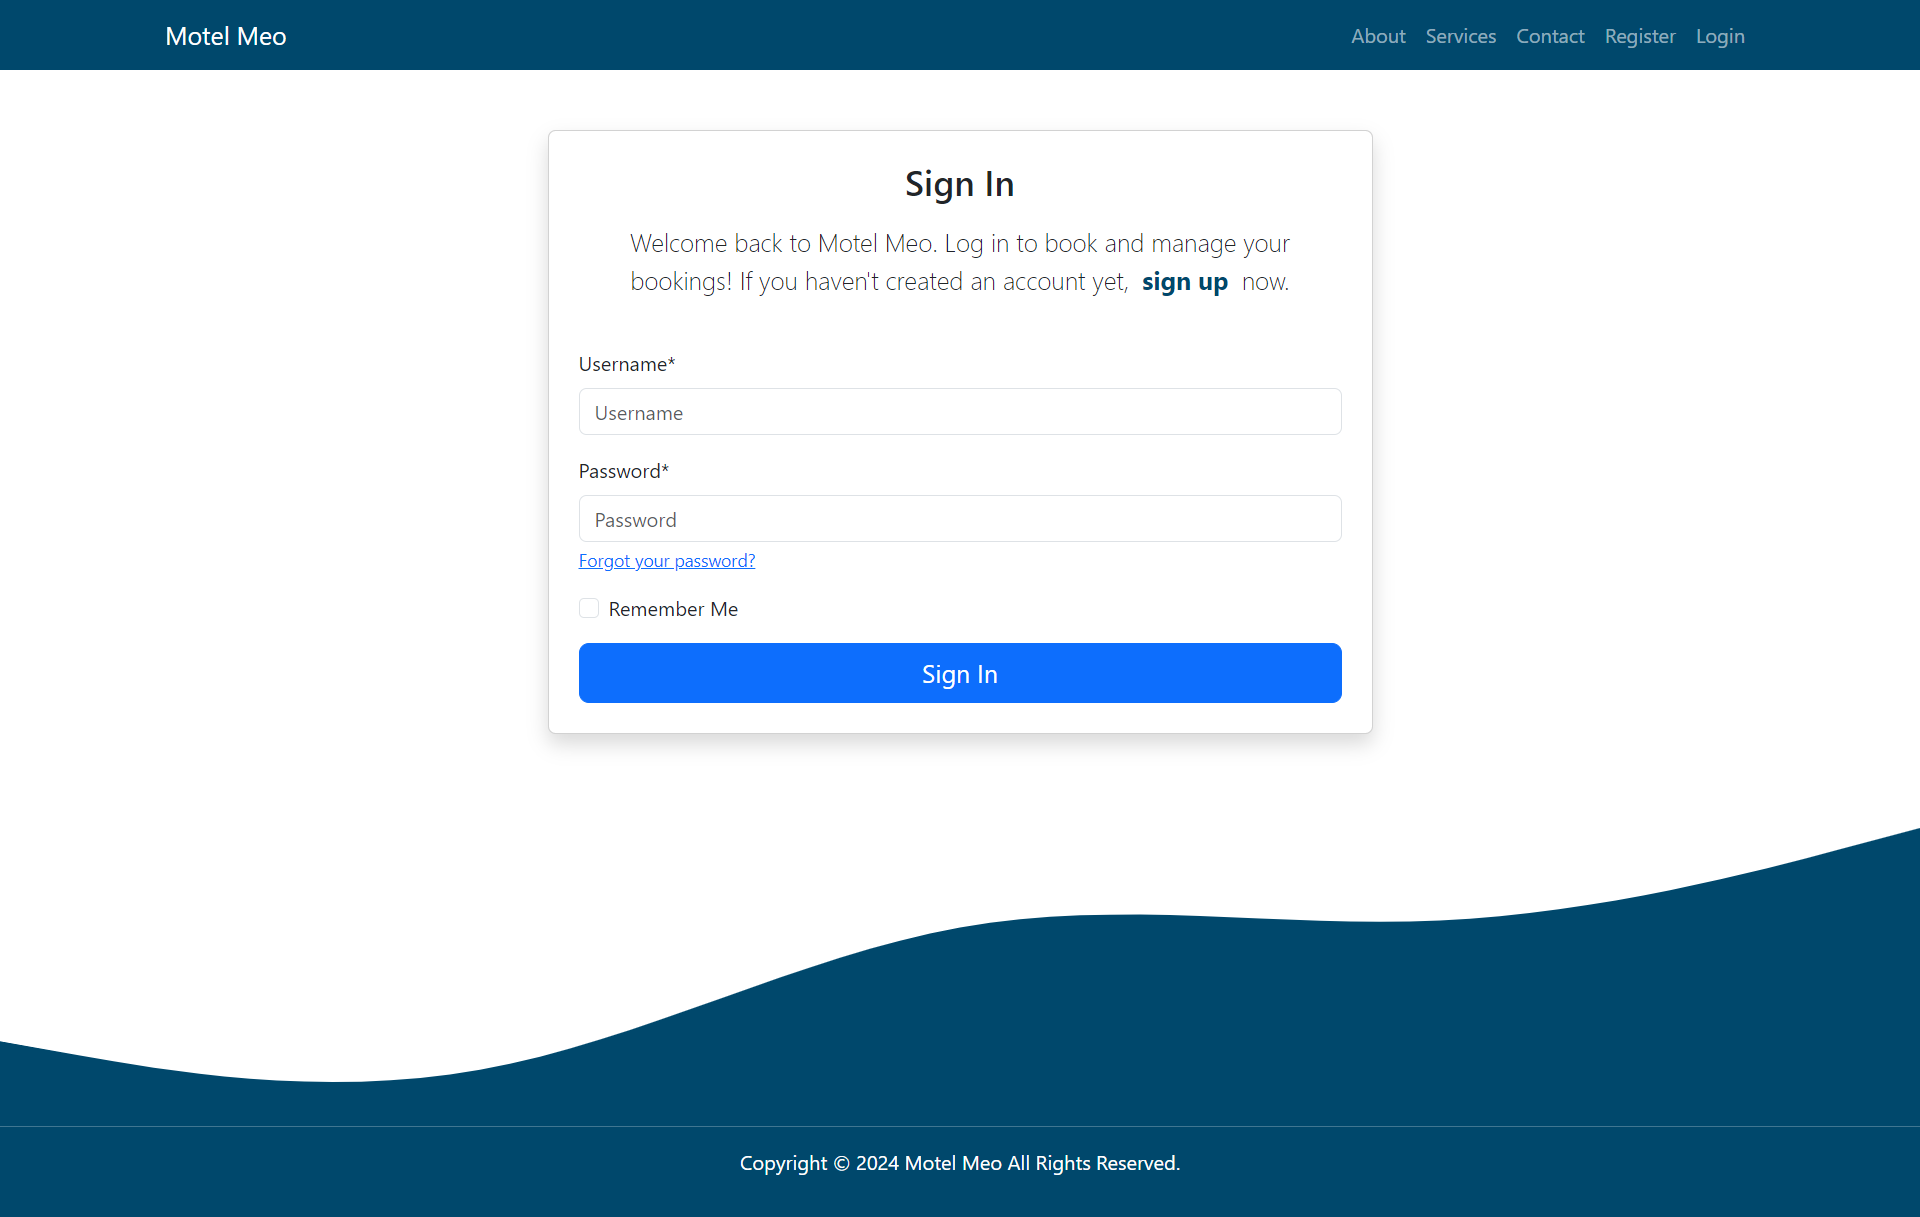 Motel Meo
About Services Contact Register Login
Sign In
Welcome back to Motel Meo. Log in to book and manage your
bookings! If you haven't created an account yet, sign up now.
Username*
Username
Password*
Password
Forgot your password?
Remember Me
Sign In
Copyright © 2024 Motel Meo All Rights Reserved.